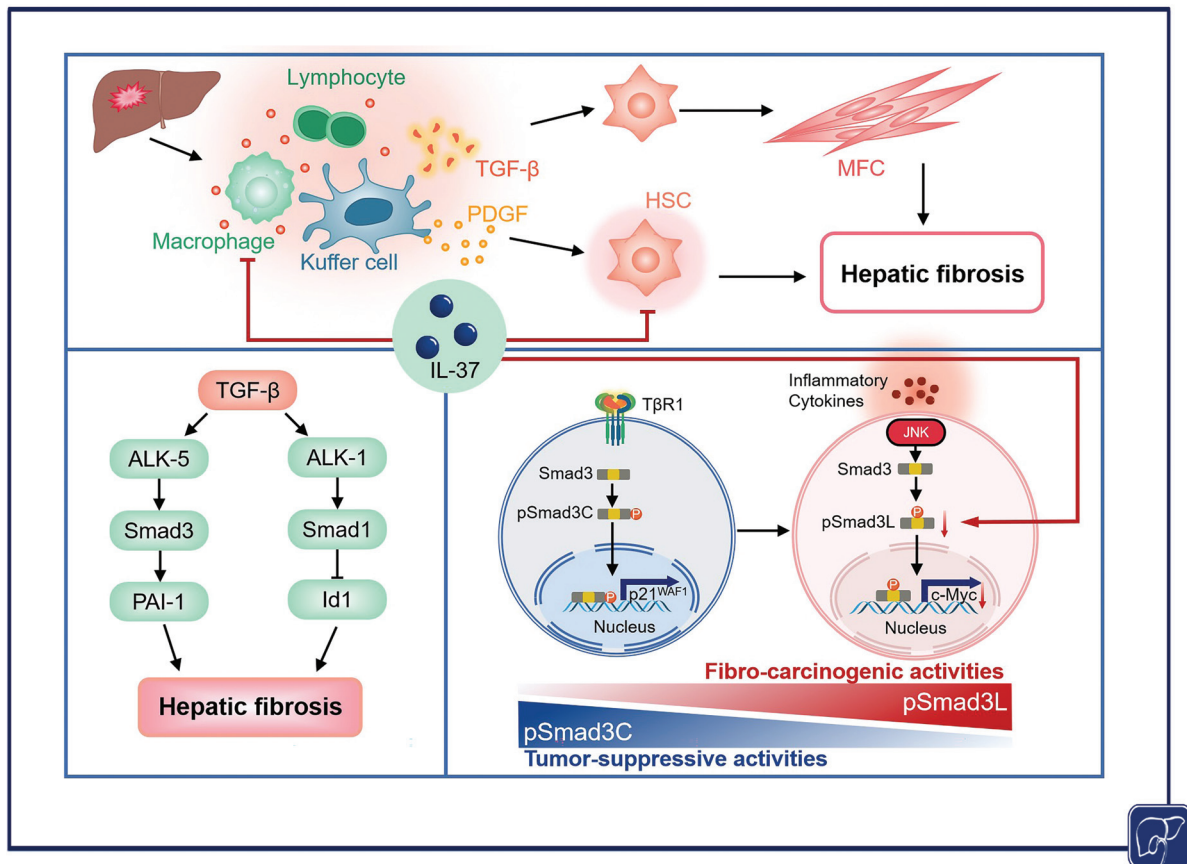 Lymphocyte
TGF-β
MFC
HSC
PDGF
Macrophage
Kuffer cell
Hepatic fibrosis
IL-37
TGF-β
ALK-5
ALK-1
Smad3
Smad1
PAI-1
Id1
Hepatic fibrosis
TβR1
Smad3
pSmad3C
P
P
p21WAF1
Nucleus
Inflammatory
Cytokines
JNK
Smad3
P
pSmad3L
P
c-Myc
Nucleus
Fibro-carcinogenic activities
pSmad3L
pSmad3C
Tumor-suppressive activities